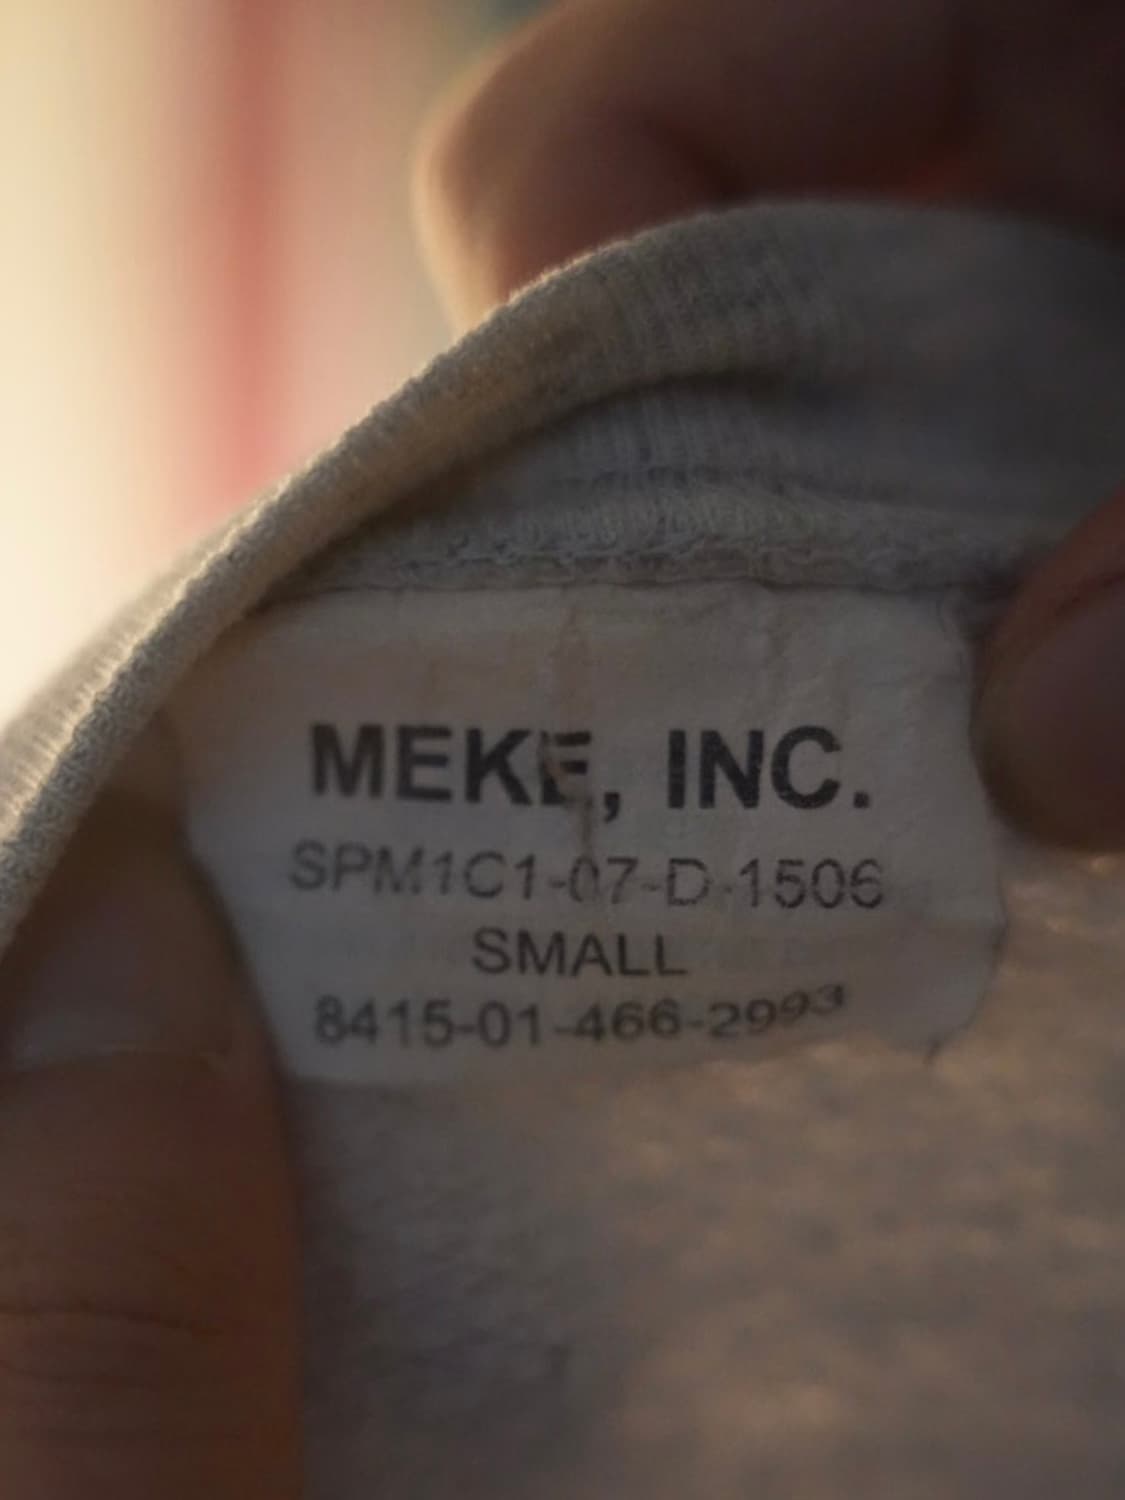 MEKE, INC.
SPM1C1-07-D-1506
SMALL
8415-01-466-2993